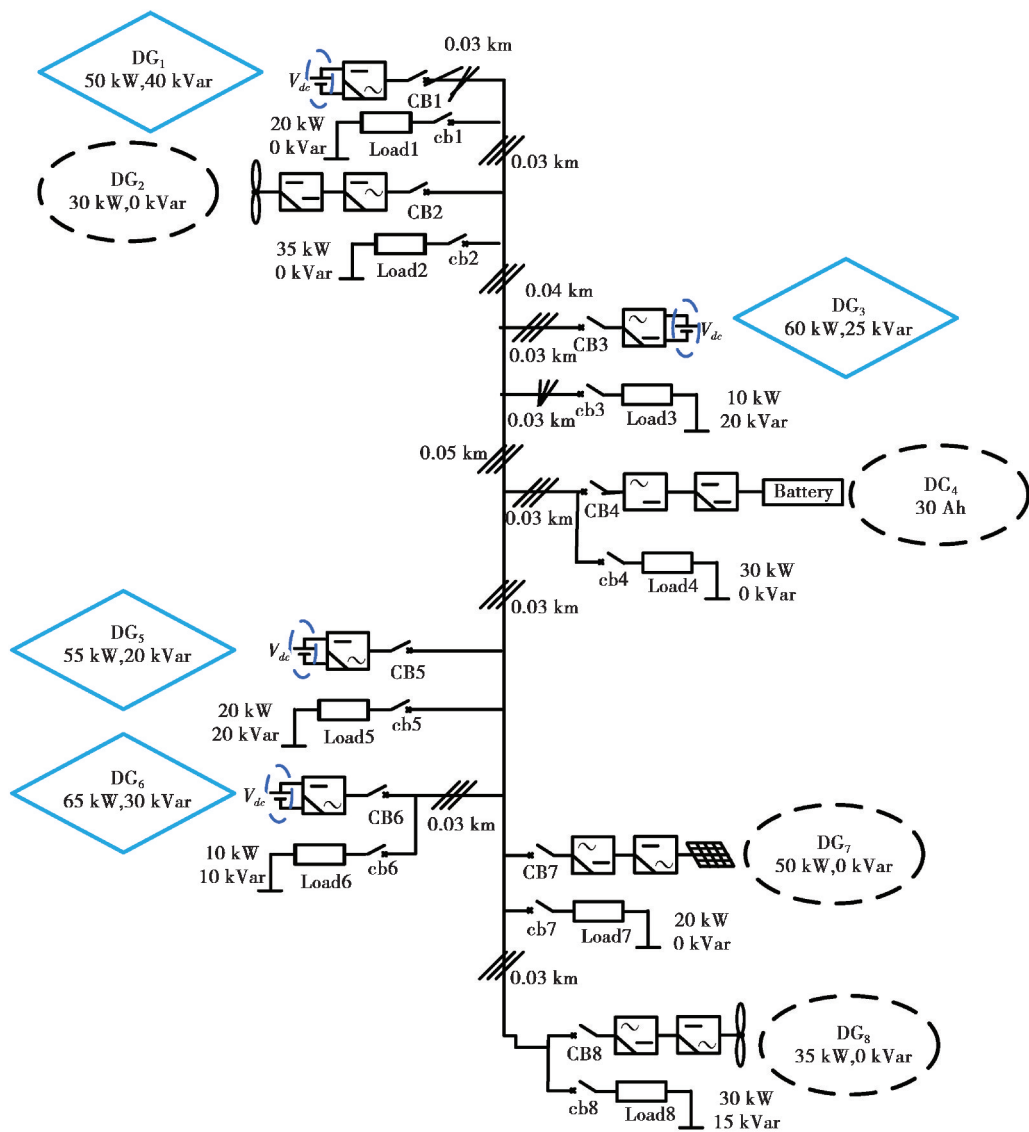 0.03 km
DG₁
50 kW,40 kVar
V_dc
CB1
20 kW
0 kVar
Load1
cb1
0.03 km
DG₂
30 kW,0 kVar
CB2
35 kW
0 kVar
Load2
cb2
0.04 km
0.03 km
CB3
V_dc
DG₃
60 kW,25 kVar
0.03 km
cb3
Load3
10 kW
20 kVar
0.05 km
0.03 km
CB4
Battery
DG₄
30 Ah
cb4
Load4
30 kW
0 kVar
0.03 km
DG₅
55 kW,20 kVar
V_dc
CB5
20 kW
20 kVar
Load5
cb5
DG₆
65 kW,30 kVar
V_dc
CB6
0.03 km
10 kW
10 kVar
Load6
cb6
CB7
DG₇
50 kW,0 kVar
cb7
Load7
20 kW
0 kVar
0.03 km
CB8
DG₈
35 kW,0 kVar
cb8
Load8
30 kW
15 kVar